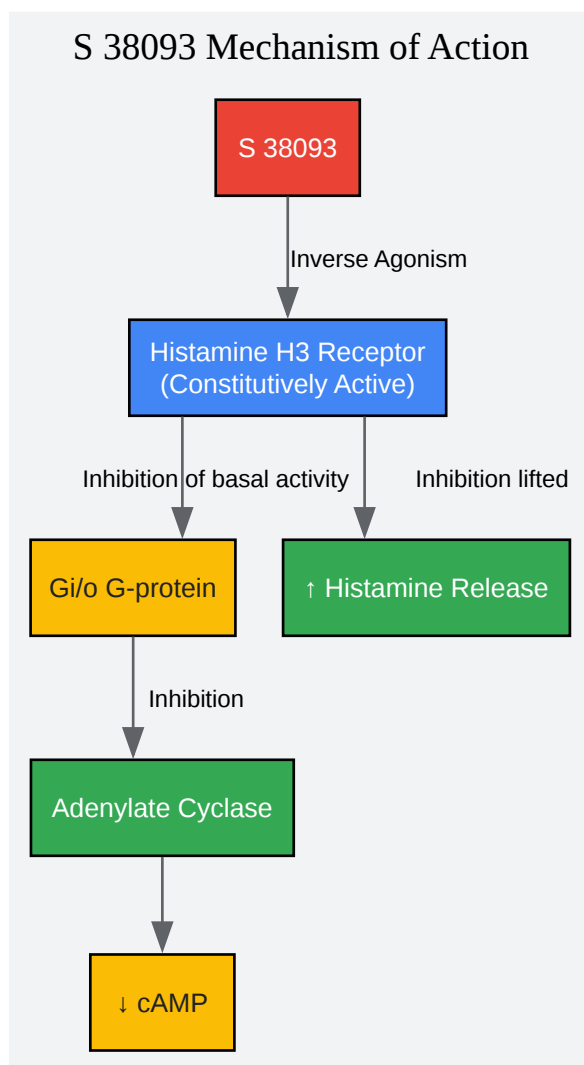 S 38093 Mechanism of Action
S 38093
Inverse Agonism
Histamine H3 Receptor
(Constitutively Active)
Inhibition of basal activity
Inhibition lifted
Gi/o G-protein
↑ Histamine Release
Inhibition
Adenylate Cyclase
↓ cAMP